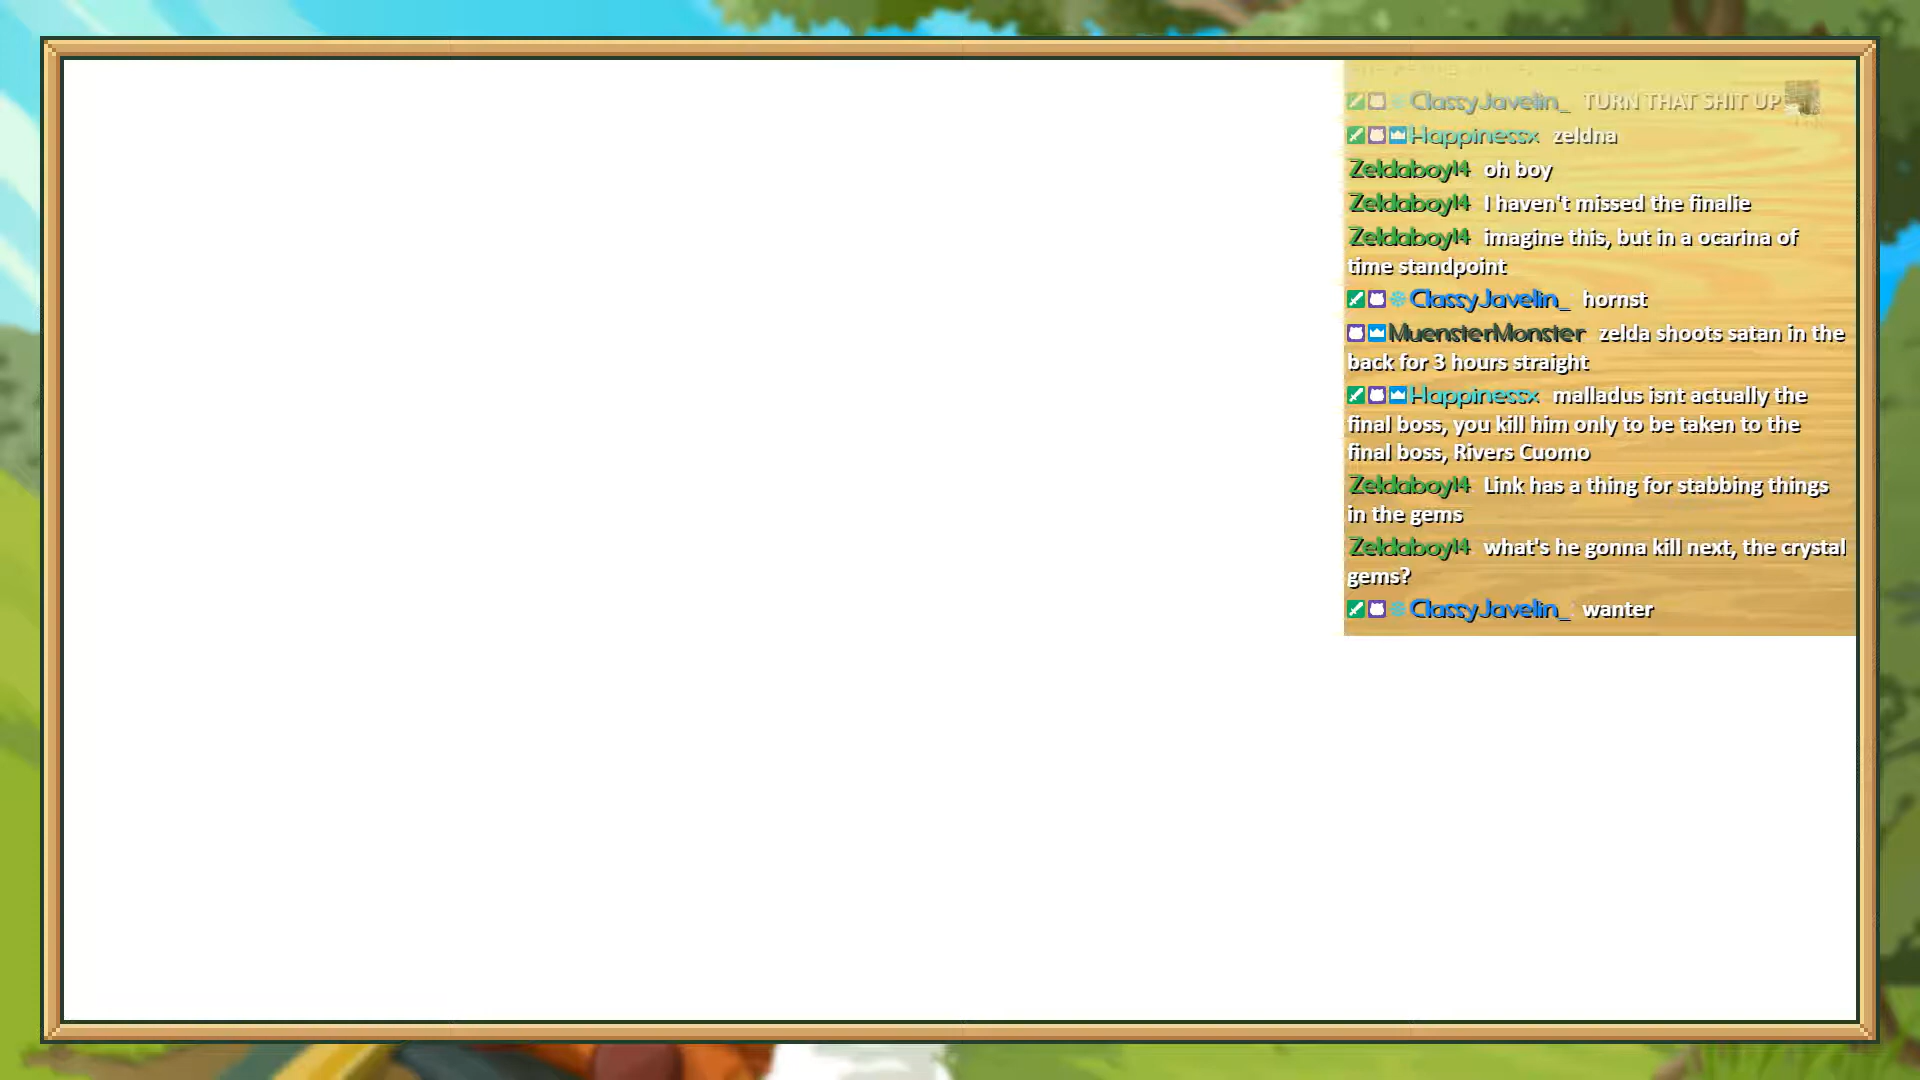 ClassyJavelin_ TURN THAT SHIT UP
Happinessx zeldna
Zeldaboy14 oh boy
Zeldaboy14 I haven't missed the finalie
Zeldaboy14 imagine this, but in a ocarina of
time standpoint
ClassyJavelin_ hornst
MuensterMonster zelda shoots satan in the
back for 3 hours straight
Happinessx malladus isnt actually the
final boss, you kill him only to be taken to the
final boss, Rivers Cuomo
Zeldaboy14 Link has a thing for stabbing things
in the gems
Zeldaboy14 what's he gonna kill next, the crystal
gems?
ClassyJavelin_ wanter